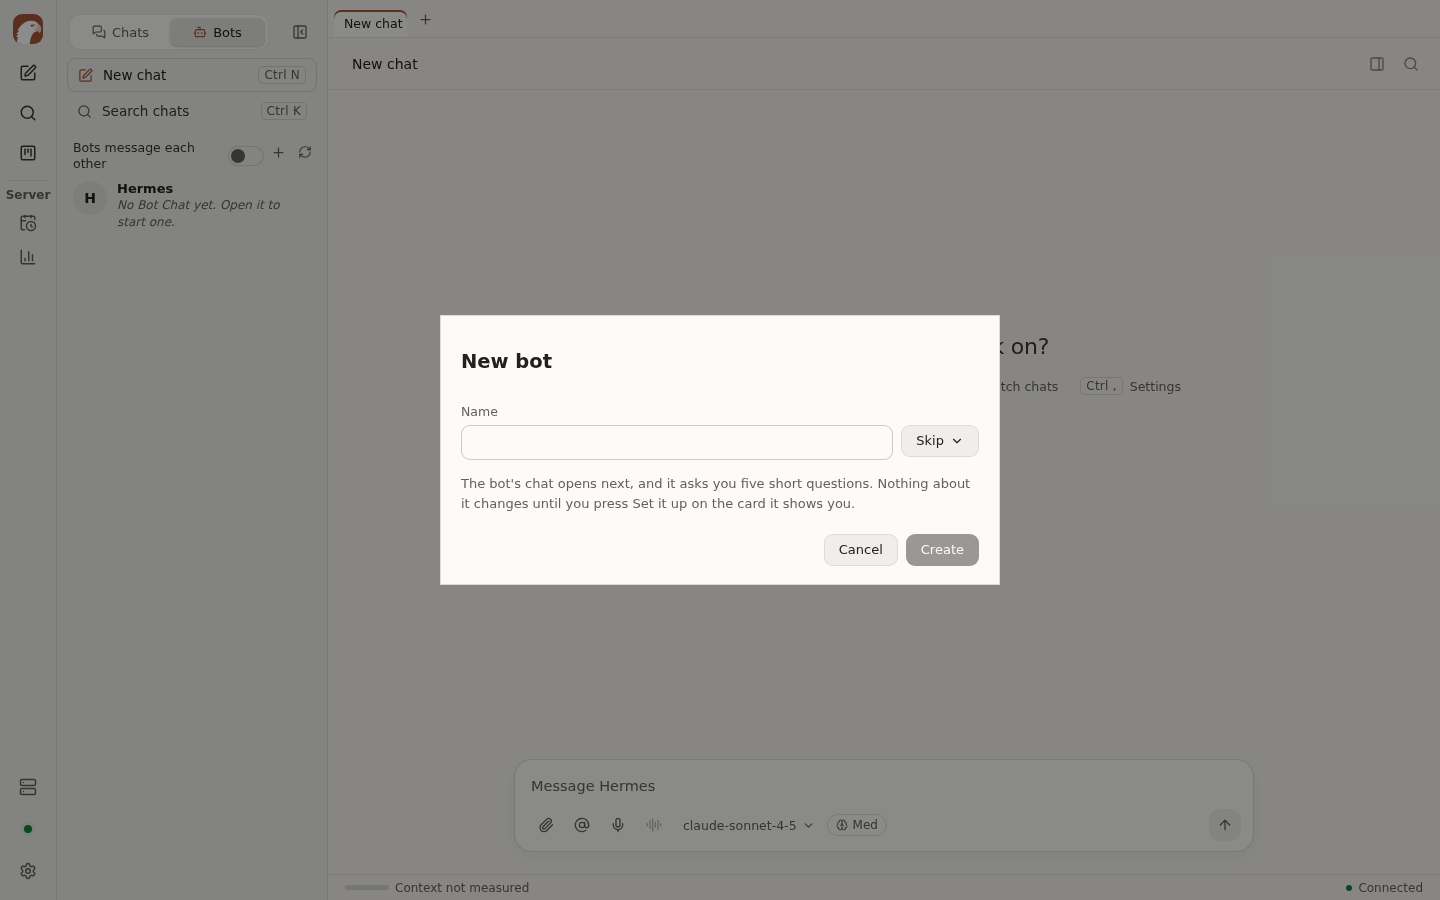 Chats
Bots
New chat
Ctrl N
Search chats
Ctrl K
Bots message each
other
Server
H
Hermes
No Bot Chat yet. Open it to
start one.
New chat
New chat
k on?
tch chats
Ctrl ,
Settings
New bot
Name
Skip
The bot's chat opens next, and it asks you five short questions. Nothing about
it changes until you press Set it up on the card it shows you.
Cancel
Create
Message Hermes
claude-sonnet-4-5
Med
Context not measured
Connected